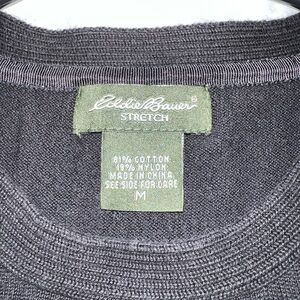 Eddie Bauer®
STRETCH
81% COTTON
19% NYLON
MADE IN CHINA
SEE SIDE FOR CARE
M